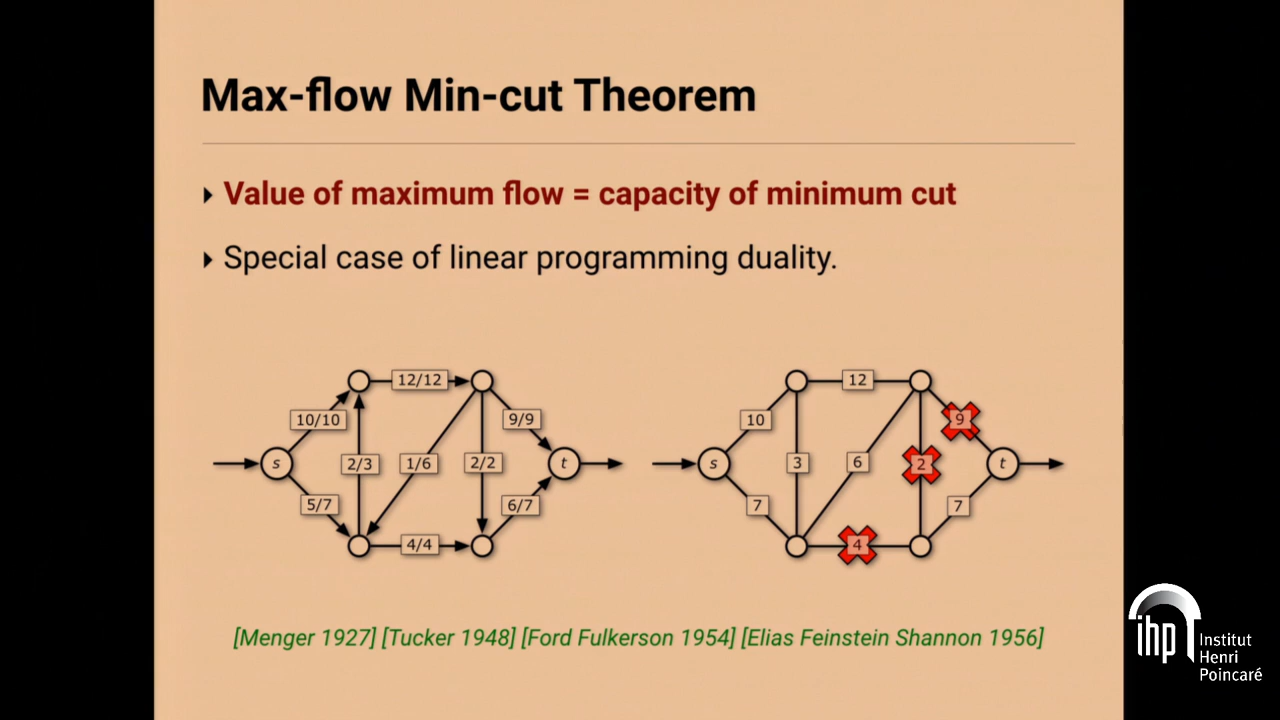 Max-flow Min-cut Theorem
Value of maximum flow = capacity of minimum cut
Special case of linear programming duality.
12/12
10/10
9/9
s
2/3
1/6
2/2
t
5/7
6/7
4/4
12
10
9
s
3
6
2
t
7
7
4
[Menger 1927] [Tucker 1948] [Ford Fulkerson 1954] [Elias Feinstein Shannon 1956]
ihp
Institut
Henri
Poincaré